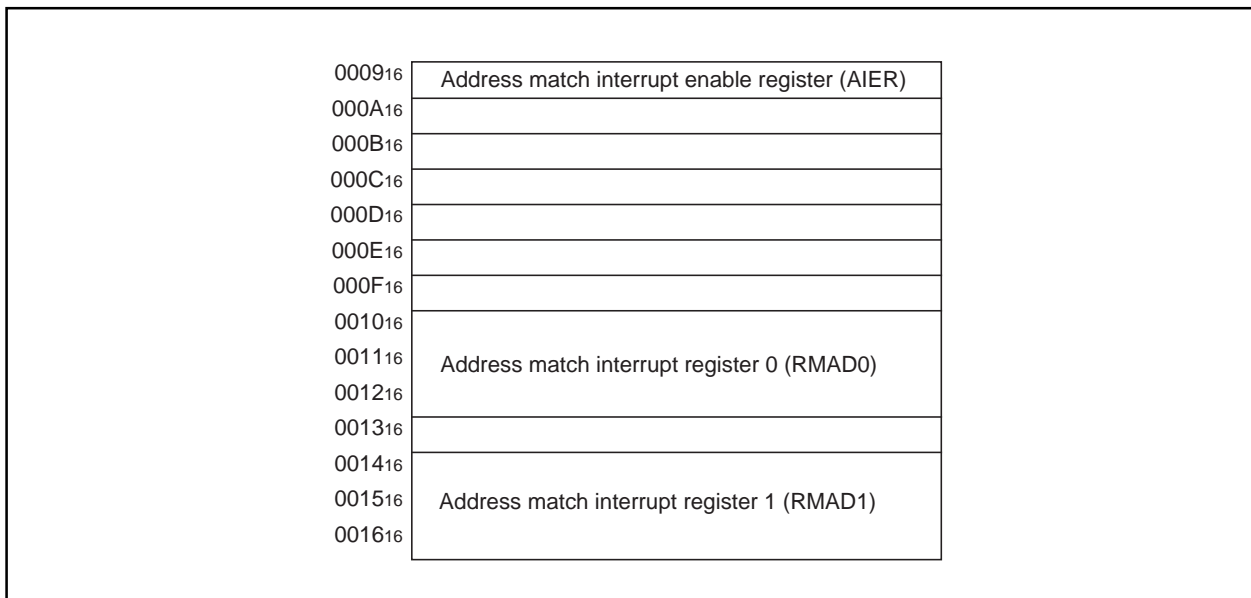 0009₁₆ Address match interrupt enable register (AIER)
000A₁₆
000B₁₆
000C₁₆
000D₁₆
000E₁₆
000F₁₆
0010₁₆
0011₁₆ Address match interrupt register 0 (RMAD0)
0012₁₆
0013₁₆
0014₁₆
0015₁₆ Address match interrupt register 1 (RMAD1)
0016₁₆